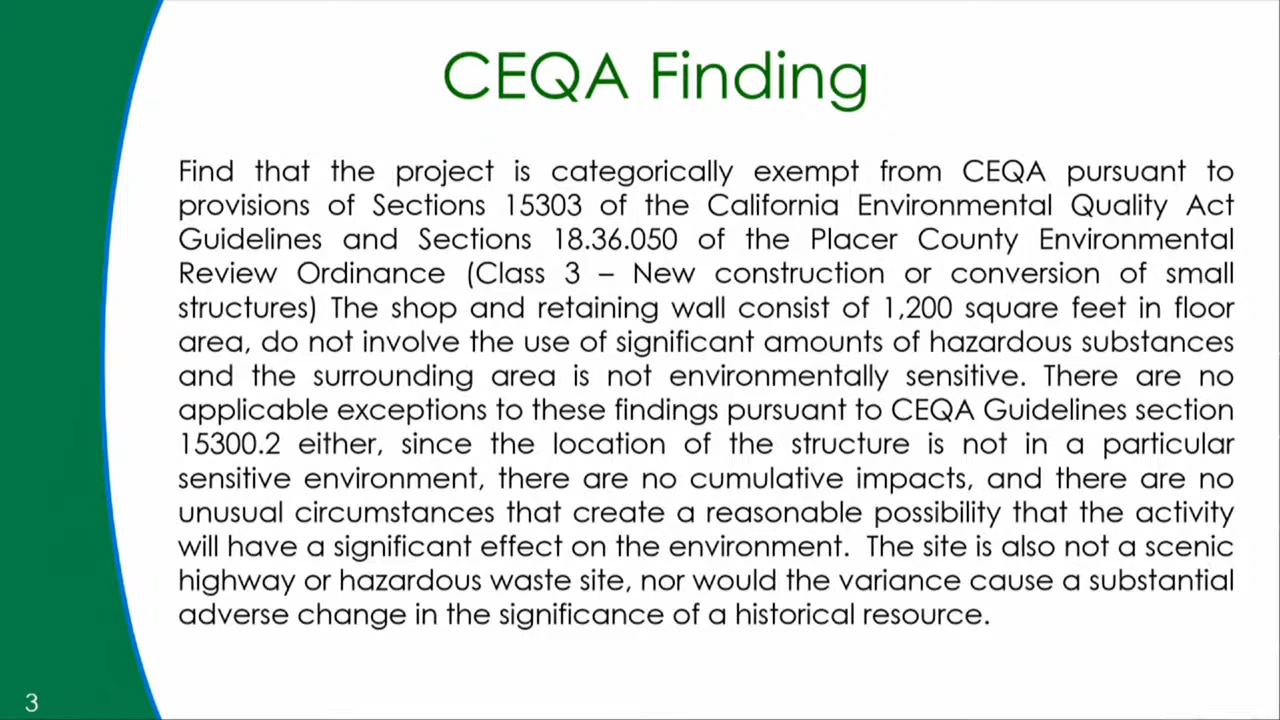 CEQA Finding
Find that the project is categorically exempt from CEQA pursuant to
provisions of Sections 15303 of the California Environmental Quality Act
Guidelines and Sections 18.36.050 of the Placer County Environmental
Review Ordinance (Class 3 – New construction or conversion of small
structures) The shop and retaining wall consist of 1,200 square feet in floor
area, do not involve the use of significant amounts of hazardous substances
and the surrounding area is not environmentally sensitive. There are no
applicable exceptions to these findings pursuant to CEQA Guidelines section
15300.2 either, since the location of the structure is not in a particular
sensitive environment, there are no cumulative impacts, and there are no
unusual circumstances that create a reasonable possibility that the activity
will have a significant effect on the environment. The site is also not a scenic
highway or hazardous waste site, nor would the variance cause a substantial
adverse change in the significance of a historical resource.
3